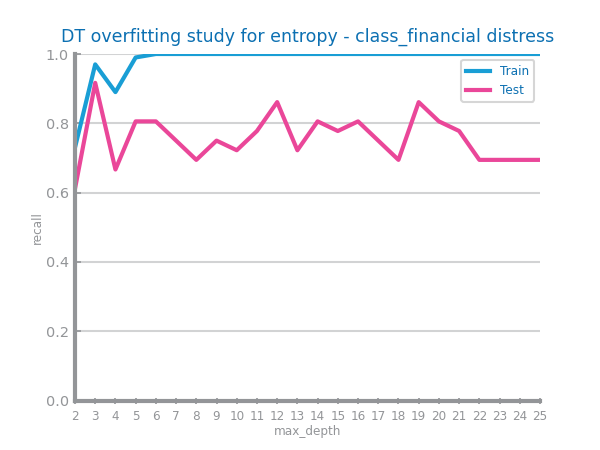 DT overfitting study for entropy - class_financial distress
1.0
0.8
0.6
0.4
0.2
0.0
recall
Train
Test
2 3 4 5 6 7 8 9 10 11 12 13 14 15 16 17 18 19 20 21 22 23 24 25
max_depth